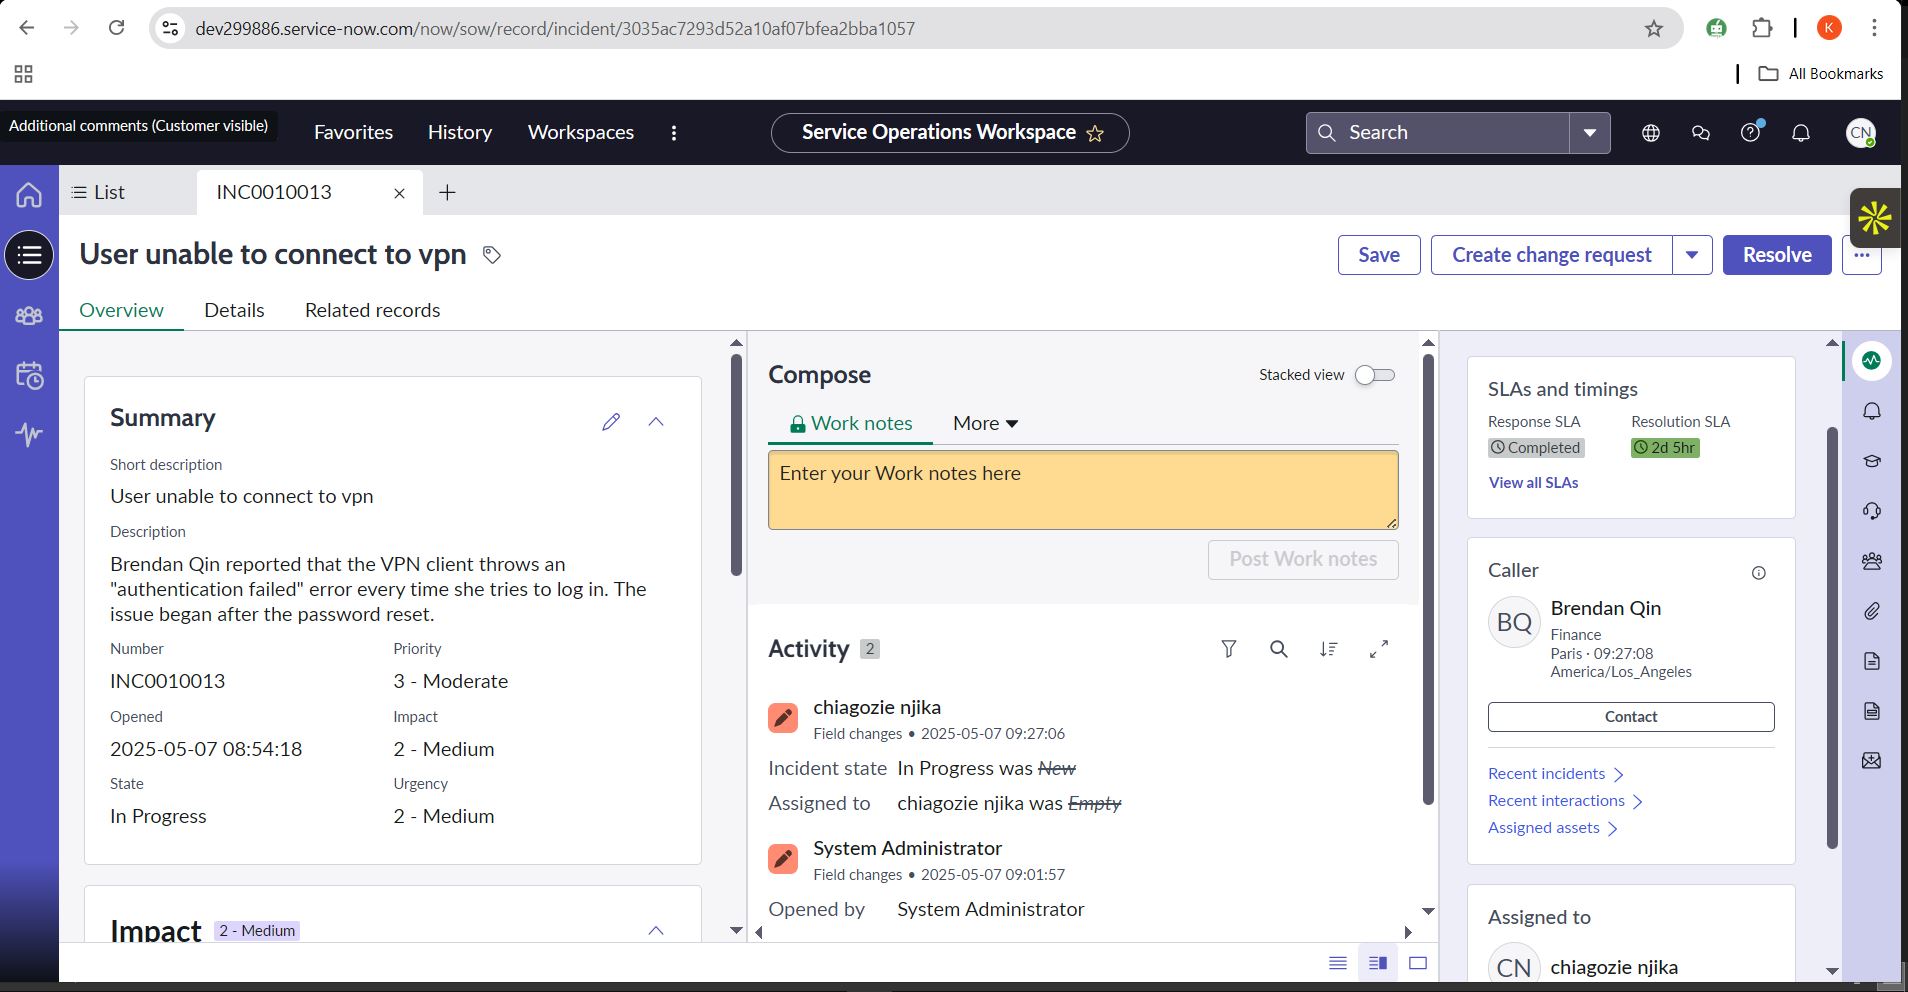 dev299886.service-now.com/now/sow/record/incident/3035ac7293d52a10af07bfea2bba1057
K
All Bookmarks
Additional comments (Customer visible)
Favorites
History
Workspaces
Service Operations Workspace
Search
CN
List
INC0010013
User unable to connect to vpn
Save
Create change request
Resolve
Overview
Details
Related records
Summary
Short description
User unable to connect to vpn
Description
Brendan Qin reported that the VPN client throws an
"authentication failed" error every time she tries to log in. The
issue began after the password reset.
Number
Priority
INC0010013
3 - Moderate
Opened
Impact
2025-05-07 08:54:18
2 - Medium
State
Urgency
In Progress
2 - Medium
Impact 2 - Medium
Compose
Stacked view
Work notes
More
Enter your Work notes here
Post Work notes
Activity 2
chiagozie njika
Field changes • 2025-05-07 09:27:06
Incident state In Progress was New
Assigned to chiagozie njika was Empty
System Administrator
Field changes • 2025-05-07 09:01:57
Opened by System Administrator
SLAs and timings
Response SLA
Resolution SLA
Completed
2d 5hr
View all SLAs
Caller
BQ
Brendan Qin
Finance
Paris · 09:27:08
America/Los_Angeles
Contact
Recent incidents
Recent interactions
Assigned assets
Assigned to
CN
chiagozie njika